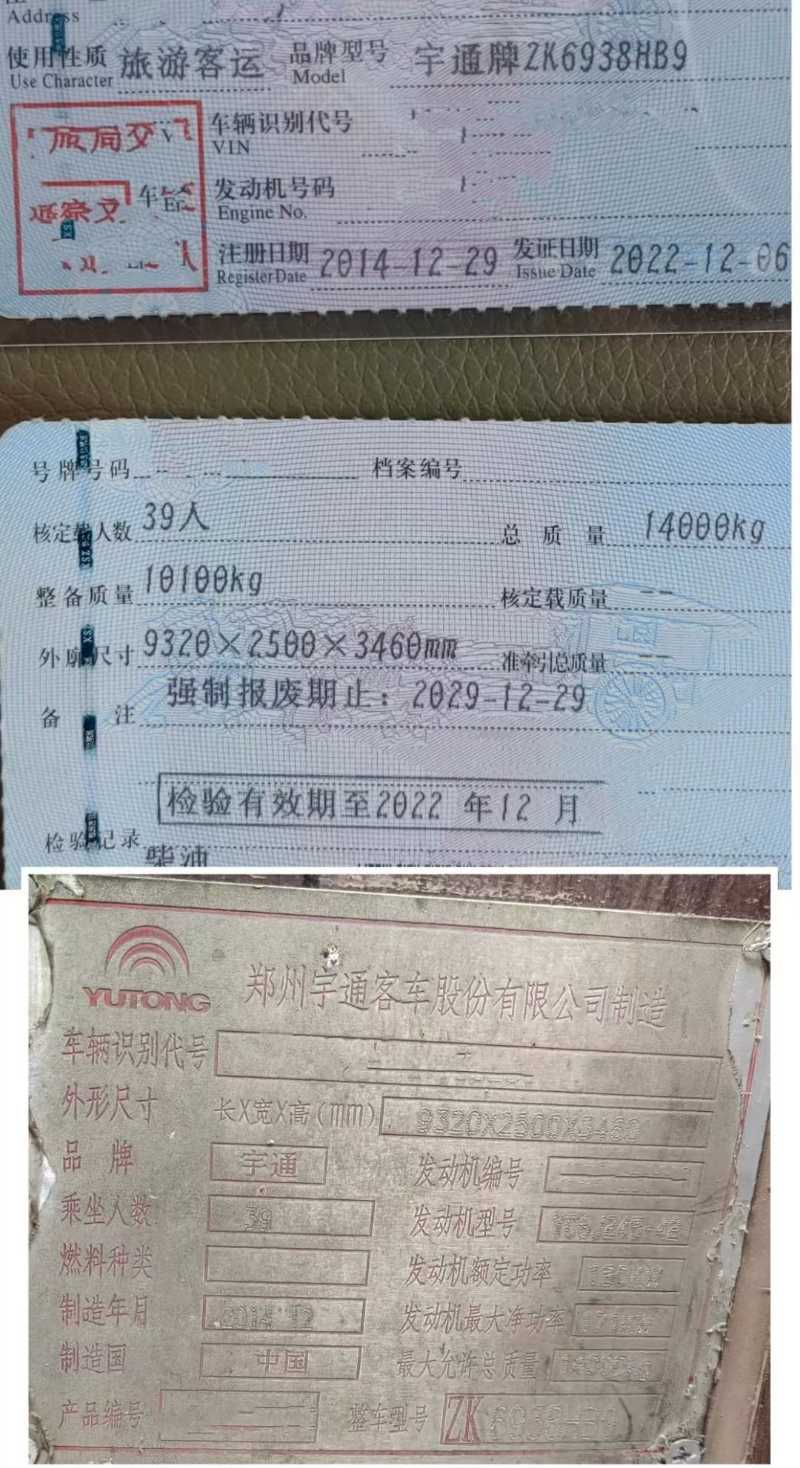 Address
使用性质 旅游客运 品牌型号 宇通牌ZK6938HB9
Use Character Model
车辆识别代号
VIN
发动机号码
Engine No.
注册日期 2014-12-29 发证日期 2022-12-06
Register Date Issue Date
号牌号码 档案编号
核定载人数 39人 总质量 14000kg
整备质量 10100kg 核定载质量 --
外廓尺寸 9320×2500×3460mm 准牵引总质量 --
备注 强制报废期止：2029-12-29
检验有效期至2022年12月
检验记录
柴油
YUTONG 郑州宇通客车股份有限公司制造
车辆识别代号
外形尺寸 长X宽X高(mm) 9320X2500X3460
品牌 宇通 发动机编号
乘坐人数 39 发动机型号
燃料种类 发动机额定功率
制造年月 发动机最大净功率
制造国 中国 最大允许总质量
产品编号 整车型号 ZK